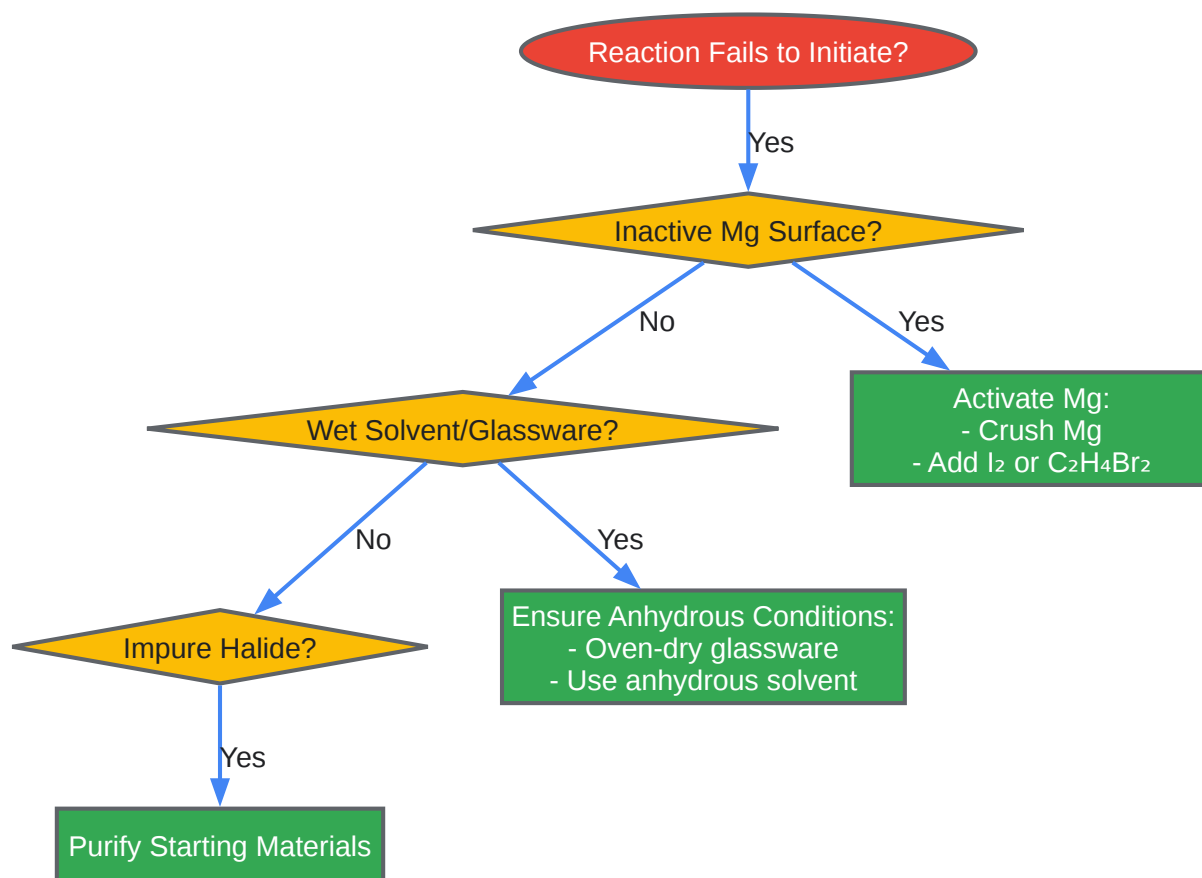 Reaction Fails to Initiate?
Yes
Inactive Mg Surface?
No
Yes
Activate Mg:
- Crush Mg
- Add I₂ or C₂H₄Br₂
Wet Solvent/Glassware?
No
Yes
Ensure Anhydrous Conditions:
- Oven-dry glassware
- Use anhydrous solvent
Impure Halide?
Yes
Purify Starting Materials